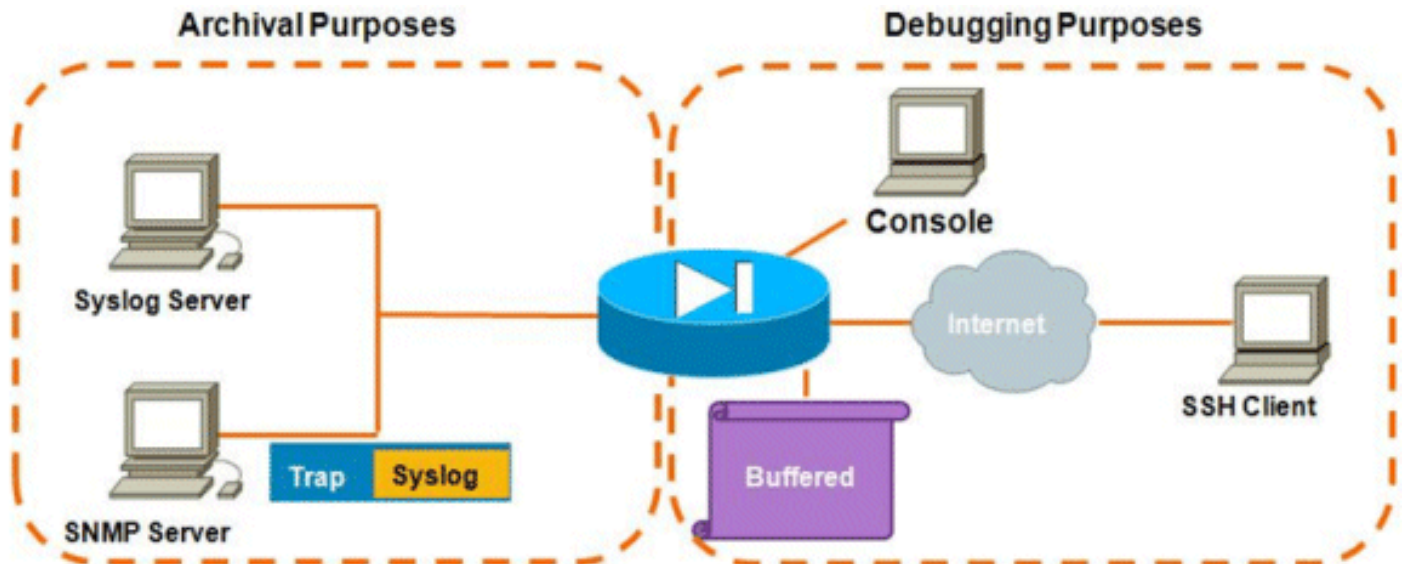 Archival Purposes
Debugging Purposes
Console
Syslog Server
Internet
SSH Client
Trap
Syslog
Buffered
SNMP Server